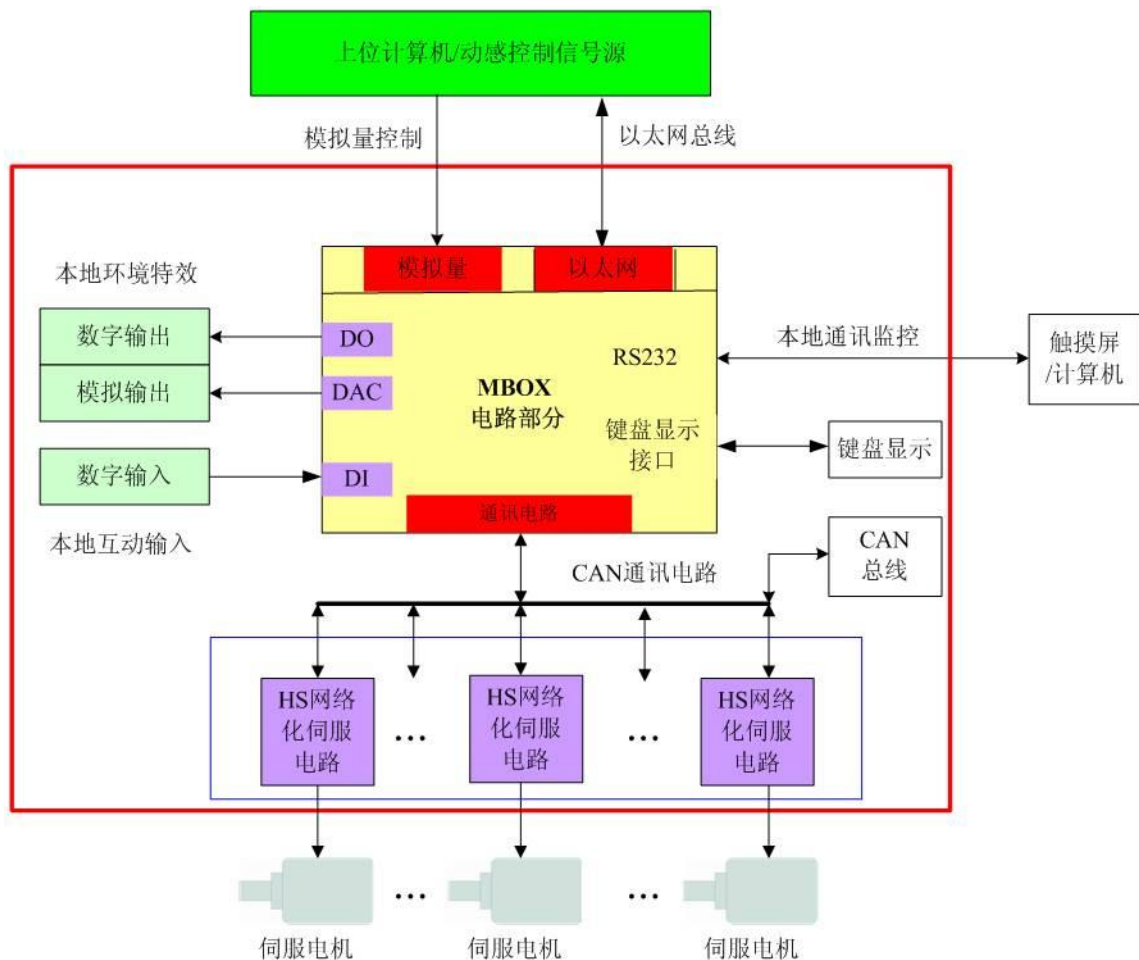 上位计算机/动感控制信号源
模拟量控制
以太网总线
模拟量
以太网
本地环境特效
数字输出
模拟输出
数字输入
本地互动输入
DO
DAC
DI
MBOX
电路部分
RS232
键盘显示
接口
通讯电路
本地通讯监控
触摸屏
/计算机
键盘显示
CAN
总线
CAN通讯电路
HS网络
化伺服
电路
...
HS网络
化伺服
电路
...
HS网络
化伺服
电路
...
...
伺服电机
伺服电机
伺服电机